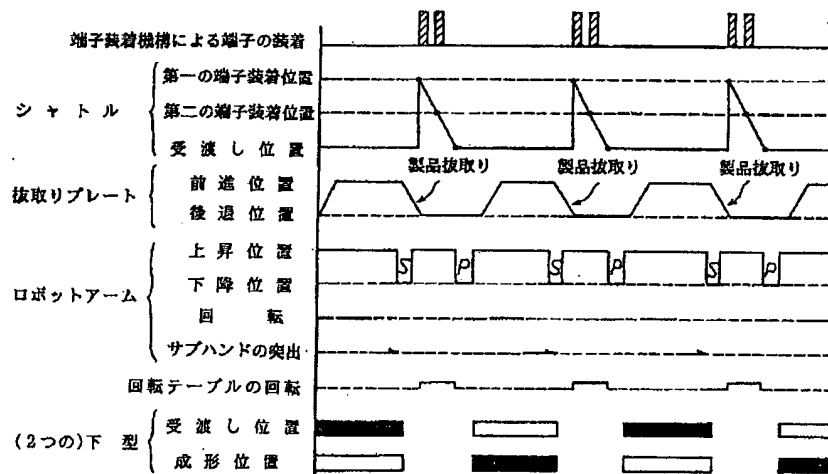 端子装着機構による端子の装着
シャトル
第一の端子装着位置
第二の端子装着位置
受渡し位置
製品抜取り 製品抜取り 製品抜取り
抜取りプレート
前進位置
後退位置
ロボットアーム
上昇位置
S P S P S P
下降位置
回転
サブハンドの突出
回転テーブルの回転
(2つの)下型
受渡し位置
成形位置